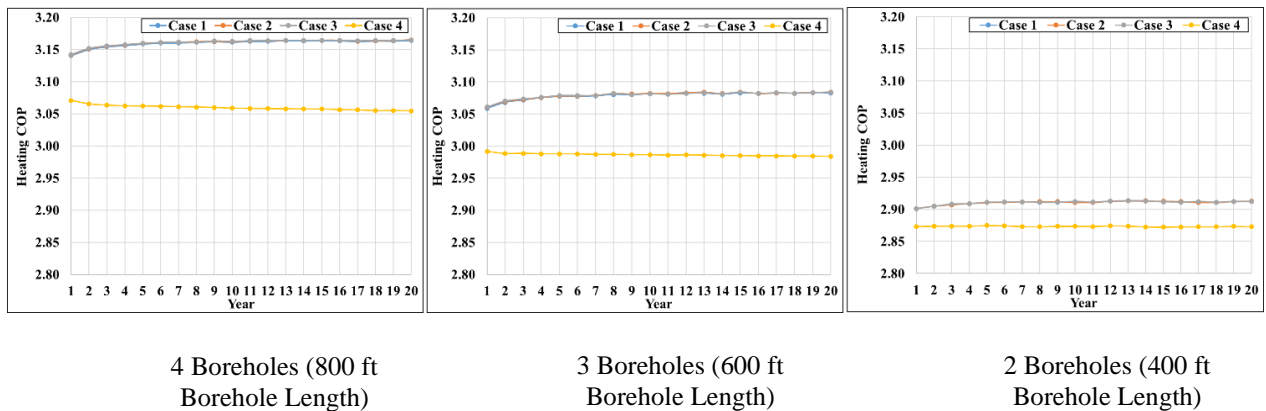 Case 1 Case 2 Case 3 Case 4
3.20
3.15
3.10
3.05
3.00
2.95
2.90
2.85
2.80
Heating COP
1 2 3 4 5 6 7 8 9 10 11 12 13 14 15 16 17 18 19 20
Year
Case 1 Case 2 Case 3 Case 4
3.20
3.15
3.10
3.05
3.00
2.95
2.90
2.85
2.80
Heating COP
1 2 3 4 5 6 7 8 9 10 11 12 13 14 15 16 17 18 19 20
Year
Case 1 Case 2 Case 3 Case 4
3.20
3.15
3.10
3.05
3.00
2.95
2.90
2.85
2.80
Heating COP
1 2 3 4 5 6 7 8 9 10 11 12 13 14 15 16 17 18 19 20
Year
4 Boreholes (800 ft
Borehole Length)
3 Boreholes (600 ft
Borehole Length)
2 Boreholes (400 ft
Borehole Length)